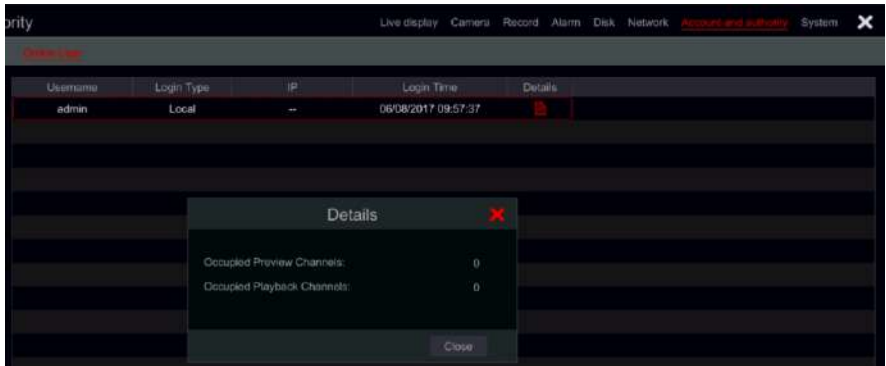 ority Live display Camera Record Alarm Disk Network Account and authority System
Online User
Username Login Type IP Login Time Details
admin Local -- 06/08/2017 09:57:37
Details
Occupied Preview Channels: 0
Occupied Playback Channels: 0
Close